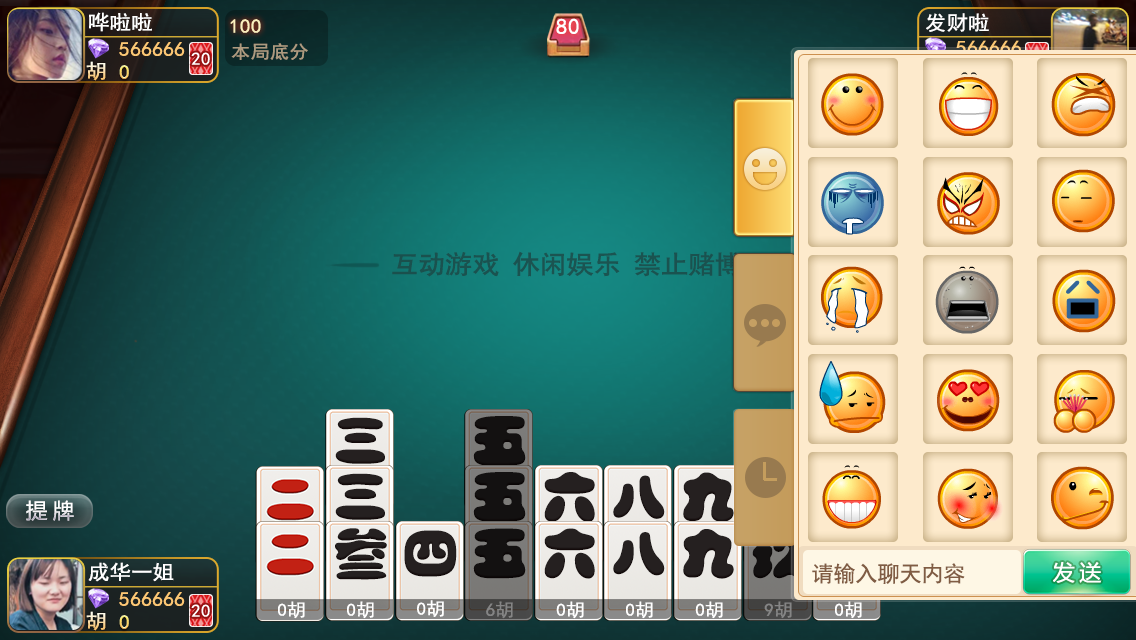 哗啦啦
566666
胡 0
20
100
本局底分
80
发财啦
566666
互动游戏 休闲娱乐 禁止赌博
三
五
二
三
五
六
八
九
二
叁
四
五
六
八
九
0胡
0胡
0胡
6胡
0胡
0胡
0胡
9胡
0胡
提牌
成华一姐
566666
胡 0
20
请输入聊天内容
发送